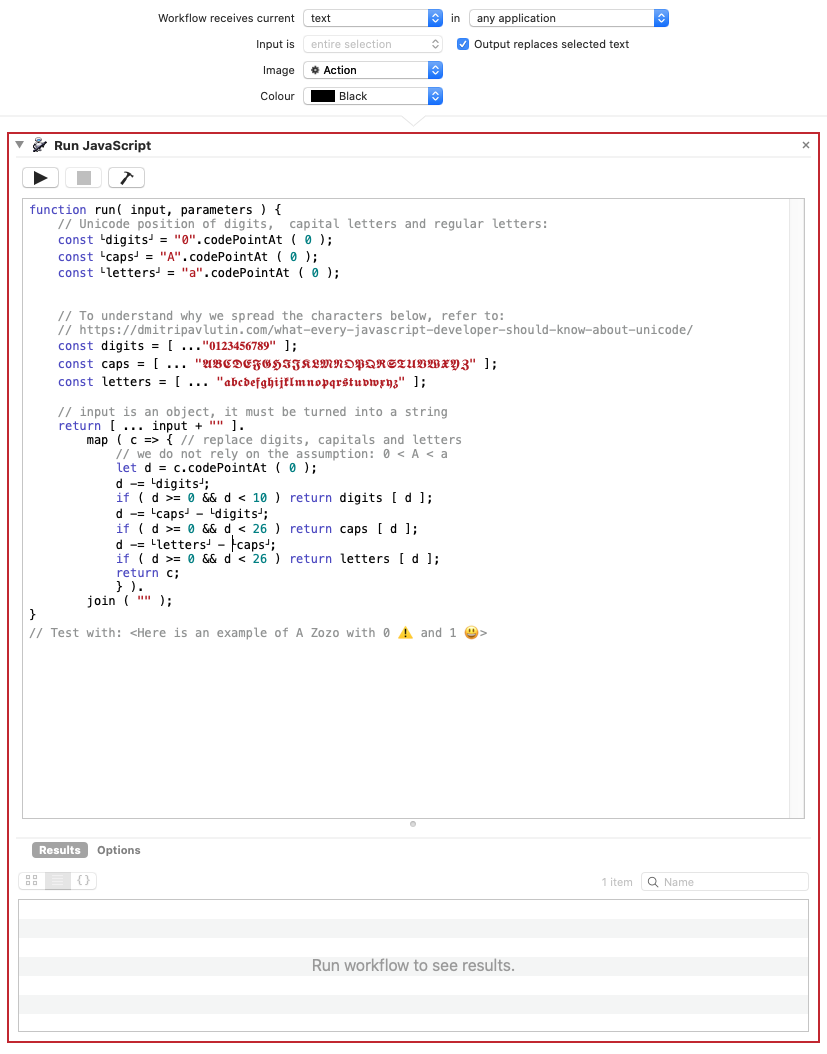 Workflow receives current text in any application
Input is entire selection Output replaces selected text
Image Action
Colour Black
Run JavaScript
function run( input, parameters ) {
// Unicode position of digits,  capital letters and regular letters:
const └digits┘ = "0".codePointAt ( 0 );
const └caps┘ = "A".codePointAt ( 0 );
const └letters┘ = "a".codePointAt ( 0 );
// To understand why we spread the characters below, refer to:
// https://dmitripavlutin.com/what-every-javascript-developer-should-know-about-unicode/
const digits = [ ..."𝟎𝟏𝟐𝟑𝟒𝟓𝟔𝟕𝟖𝟗" ];
const caps = [ ... "𝕬𝕭𝕮𝕯𝕰𝕱𝕲𝕳𝕴𝕵𝕶𝕷𝕸𝕹𝕺𝕻𝕼𝕽𝕾𝕿𝖀𝖁𝖂𝖃𝖄𝖅" ];
const letters = [ ... "𝖆𝖇𝖈𝖉𝖊𝖋𝖌𝖍𝖎𝖏𝖐𝖑𝖒𝖓𝖔𝖕𝖖𝖗𝖘𝖙𝖚𝖛𝖜𝖝𝖞𝖟" ];
// input is an object, it must be turned into a string
return [ ... input + "" ].
map ( c => { // replace digits, capitals and letters
// we do not rely on the assumption: 0 < A < a
let d = c.codePointAt ( 0 );
d -= └digits┘;
if ( d >= 0 && d < 10 ) return digits [ d ];
d -= └caps┘ - └digits┘;
if ( d >= 0 && d < 26 ) return caps [ d ];
d -= └letters┘ - └caps┘;
if ( d >= 0 && d < 26 ) return letters [ d ];
return c;
} ).
join ( "" );
}
// Test with: <Here is an example of A Zozo with 0 ⚠️ and 1 😃>
Results Options
{} 1 item Name
Run workflow to see results.